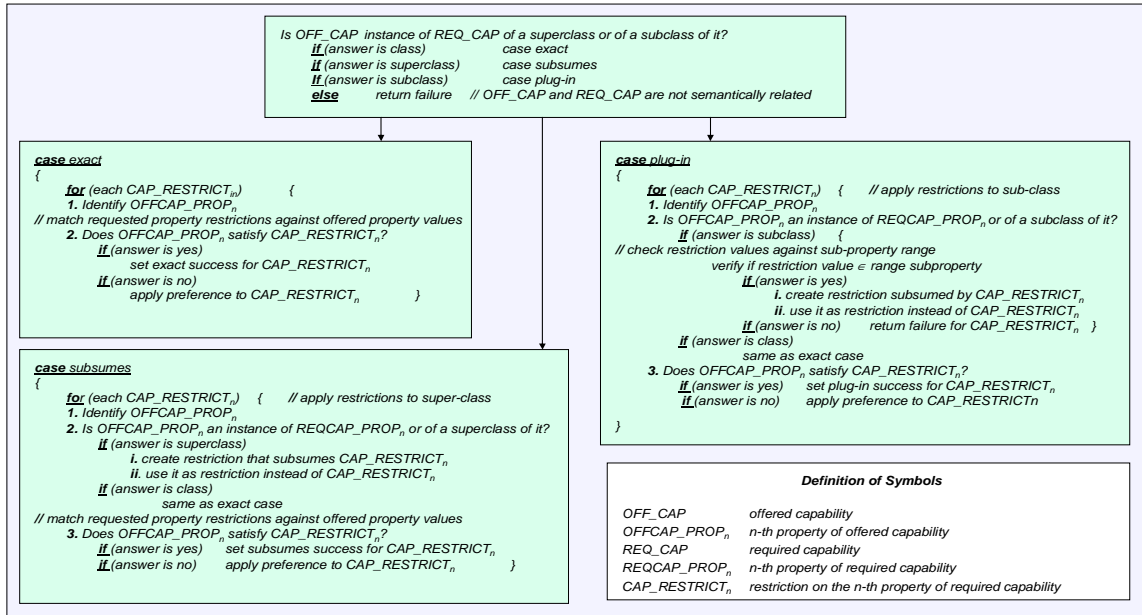 Is OFF_CAP instance of REQ_CAP of a superclass or of a subclass of it?
if (answer is class) case exact
if (answer is superclass) case subsumes
If (answer is subclass) case plug-in
else return failure // OFF_CAP and REQ_CAP are not semantically related
case exact
{
for (each CAP_RESTRICTin) {
1. Identify OFFCAP_PROPn
// match requested property restrictions against offered property values
2. Does OFFCAP_PROPn satisfy CAP_RESTRICTn?
if (answer is yes)
set exact success for CAP_RESTRICTn
if (answer is no)
apply preference to CAP_RESTRICTn }
case subsumes
{
for (each CAP_RESTRICTn) { // apply restrictions to super-class
1. Identify OFFCAP_PROPn
2. Is OFFCAP_PROPn an instance of REQCAP_PROPn or of a superclass of it?
if (answer is superclass)
i. create restriction that subsumes CAP_RESTRICTn
ii. use it as restriction instead of CAP_RESTRICTn
if (answer is class)
same as exact case
// match requested property restrictions against offered property values
3. Does OFFCAP_PROPn satisfy CAP_RESTRICTn?
if (answer is yes) set subsumes success for CAP_RESTRICTn
if (answer is no) apply preference to CAP_RESTRICTn }
case plug-in
{
for (each CAP_RESTRICTn) { // apply restrictions to sub-class
1. Identify OFFCAP_PROPn
2. Is OFFCAP_PROPn an instance of REQCAP_PROPn or of a subclass of it?
if (answer is subclass) {
// check restriction values against sub-property range
verify if restriction value ∈ range subproperty
if (answer is yes)
i. create restriction subsumed by CAP_RESTRICTn
ii. use it as restriction instead of CAP_RESTRICTn
if (answer is no) return failure for CAP_RESTRICTn }
if (answer is class)
same as exact case
3. Does OFFCAP_PROPn satisfy CAP_RESTRICTn?
if (answer is yes) set plug-in success for CAP_RESTRICTn
if (answer is no) apply preference to CAP_RESTRICTn
}
Definition of Symbols
OFF_CAP offered capability
OFFCAP_PROPn n-th property of offered capability
REQ_CAP required capability
REQCAP_PROPn n-th property of required capability
CAP_RESTRICTn restriction on the n-th property of required capability